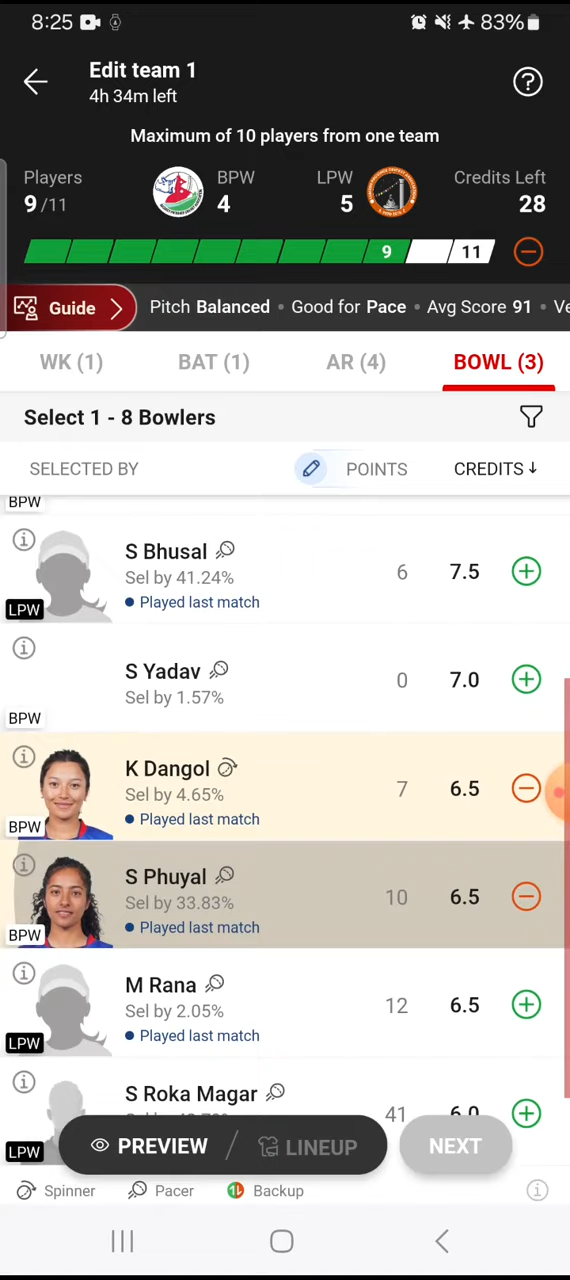 8:25 83%
Edit team 1
4h 34m left
Maximum of 10 players from one team
Players BPW LPW Credits Left
9/11 4 5 28
9 11
Guide Pitch Balanced • Good for Pace • Avg Score 91 • Ve
WK (1) BAT (1) AR (4) BOWL (3)
Select 1 - 8 Bowlers
SELECTED BY POINTS CREDITS↓
BPW
S Bhusal
Sel by 41.24% 6 7.5
LPW • Played last match
S Yadav 0 7.0
Sel by 1.57%
BPW
K Dangol
Sel by 4.65% 7 6.5
BPW • Played last match
S Phuyal
Sel by 33.83% 10 6.5
BPW • Played last match
M Rana
Sel by 2.05% 12 6.5
LPW • Played last match
S Roka Magar
41 6.0
LPW PREVIEW / LINEUP NEXT
Spinner Pacer Backup